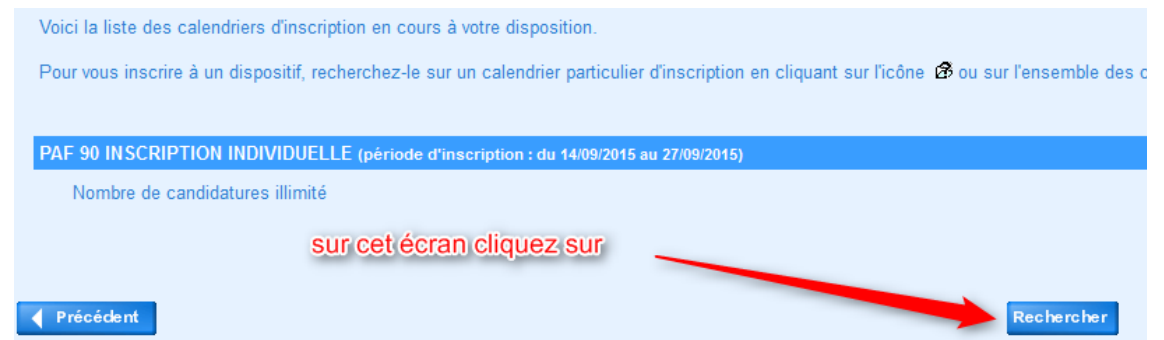 Voici la liste des calendriers d'inscription en cours à votre disposition.
Pour vous inscrire à un dispositif, recherchez-le sur un calendrier particulier d'inscription en cliquant sur l'icône ou sur l'ensemble des c
PAF 90 INSCRIPTION INDIVIDUELLE (période d'inscription : du 14/09/2015 au 27/09/2015)
Nombre de candidatures illimité
sur cet écran cliquez sur
Précédent
Rechercher